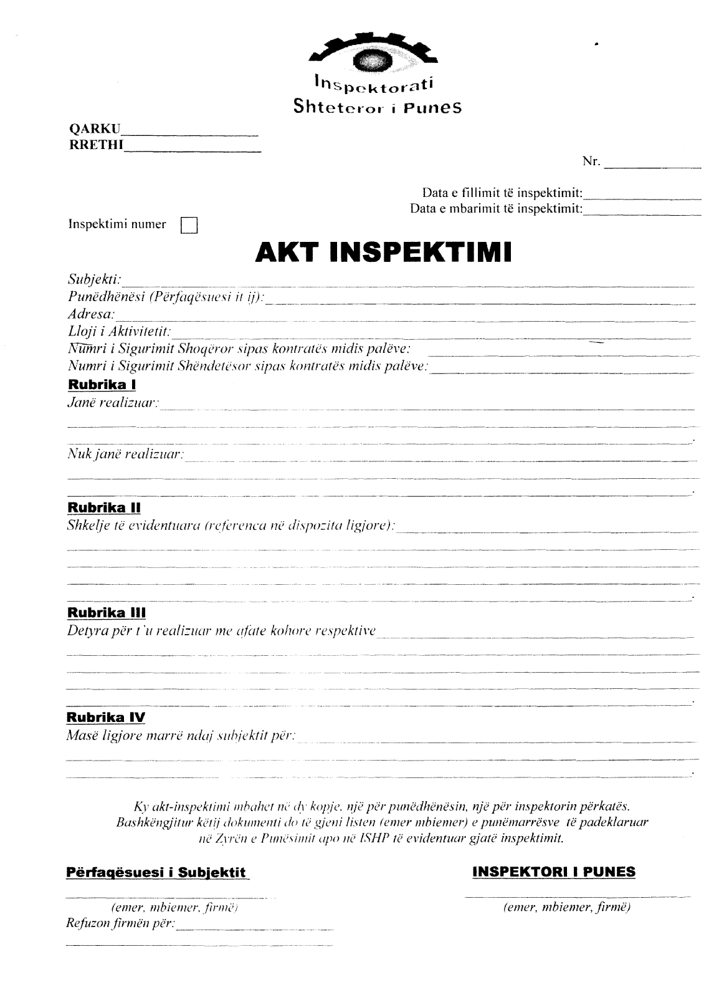 Inspektorati
Shteteror i Punes
QARKU
RRETHI
Nr.
Data e fillimit të inspektimit:
Data e mbarimit të inspektimit:
Inspektimi numer
AKT INSPEKTIMI
Subjekti:
Punëdhënësi (Përfaqësuesi it ij):
Adresa:
Lloji i Aktivitetit:
Numri i Sigurimit Shoqëror sipas kontratës midis palëve:
Numri i Sigurimit Shëndetësor sipas kontratës midis palëve:
Rubrika I
Janë realizuar:
Nuk janë realizuar:
Rubrika II
Shkelje të evidentuara (referenca në dispozita ligjore):
Rubrika III
Detyra për t'u realizuar me afate kohore respektive
Rubrika IV
Masë ligjore marrë ndaj subjektit për:
Ky akt-inspektimi mbahet në dy kopje, një për punëdhënësin, një për inspektorin përkatës.
Bashkëngjitur këtij dokumenti do të gjeni listen (emer mbiemer) e punëmarrësve të padeklaruar
në Zyrën e Punësimit apo në ISHP të evidentuar gjatë inspektimit.
Përfaqësuesi i Subjektit INSPEKTORI I PUNES
(emer, mbiemer, firmë) (emer, mbiemer, firmë)
Refuzon firmën për: